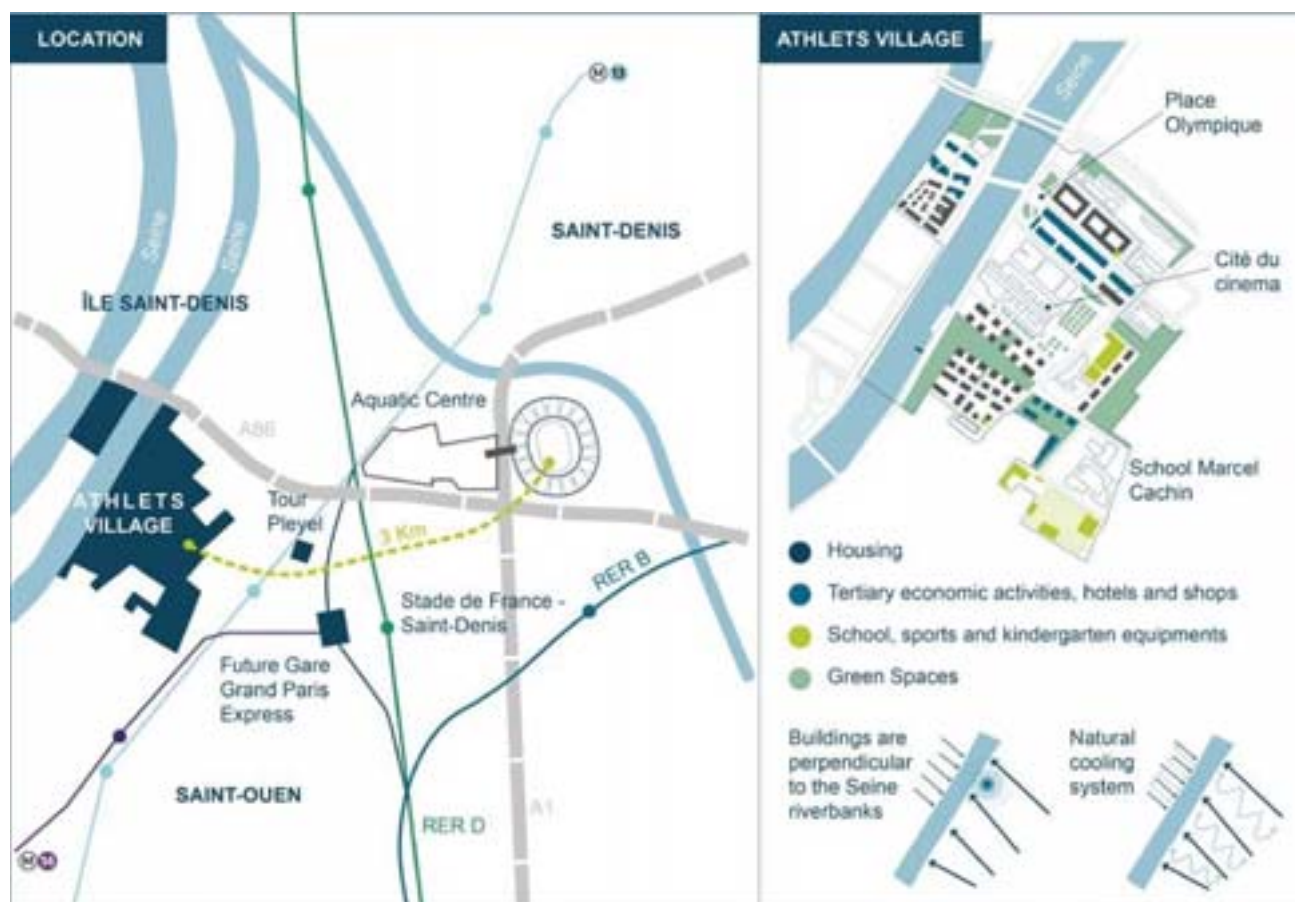 LOCATION
M 13
SAINT-DENIS
Seine
Seine
ÎLE SAINT-DENIS
Aquatic Centre
A86
ATHLETS
VILLAGE
Tour
Pleyel
3 Km
RER B
Stade de France -
Saint-Denis
Future Gare
Grand Paris
Express
SAINT-OUEN
A1
RER D
M 14
ATHLETS VILLAGE
Seine
Place
Olympique
Cité du
cinema
School Marcel
Cachin
Housing
Tertiary economic activities, hotels and shops
School, sports and kindergarten equipments
Green Spaces
Buildings are
perpendicular
to the Seine
riverbanks
Natural
cooling
system